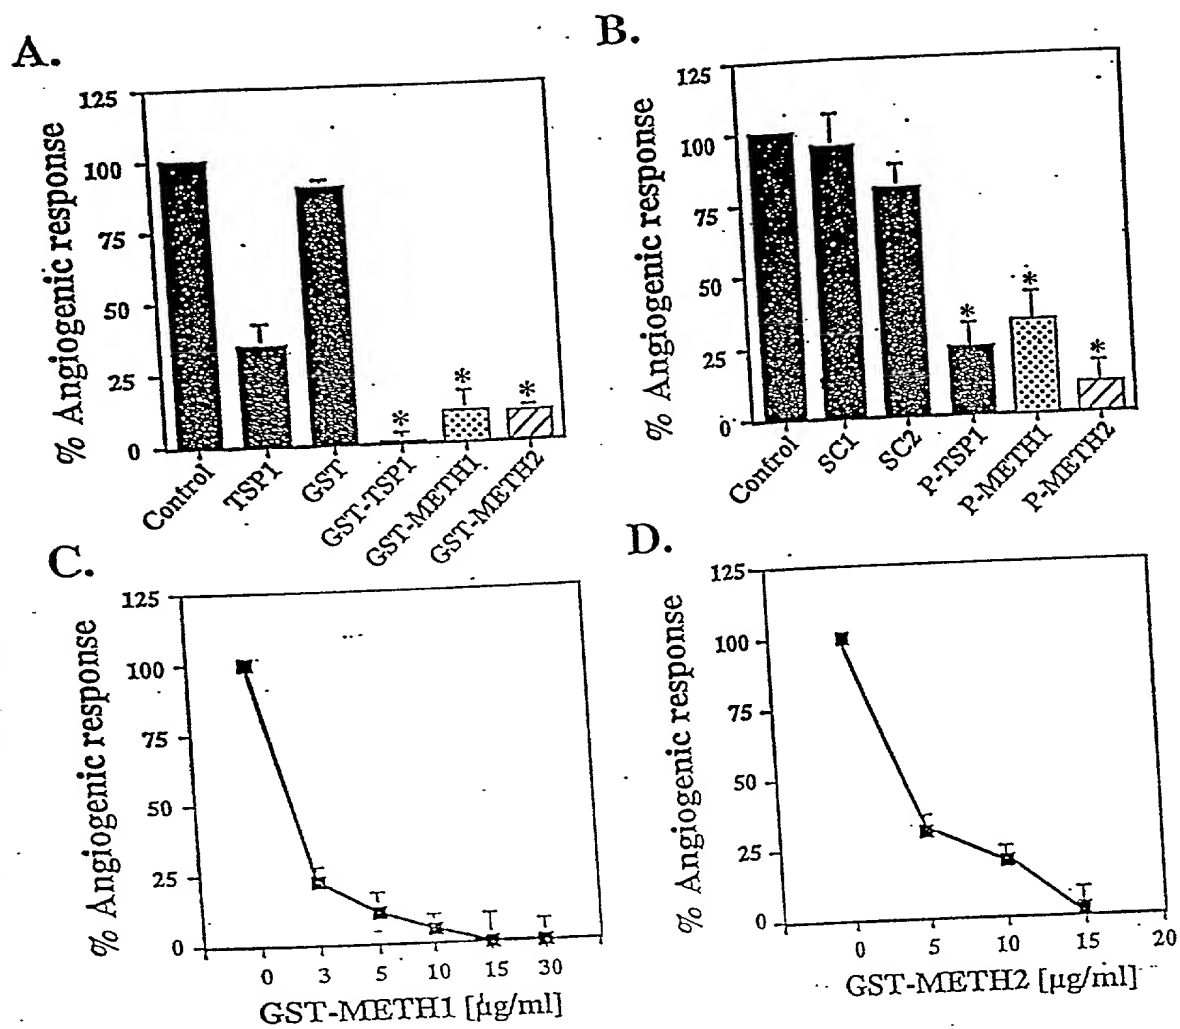 A.
% Angiogenic response
125
100
75
50
25
0
*
*
*
Control
TSP1
GST
GST-TSP1
GST-METH1
GST-METH2
B.
% Angiogenic response
125
100
75
50
25
0
*
*
*
Control
SC1
SC2
P-TSP1
P-METH1
P-METH2
C.
% Angiogenic response
125
100
75
50
25
0
0 3 5 10 15 30
GST-METH1 [µg/ml]
D.
% Angiogenic response
125
100
75
50
25
0
0 5 10 15 20
GST-METH2 [µg/ml]